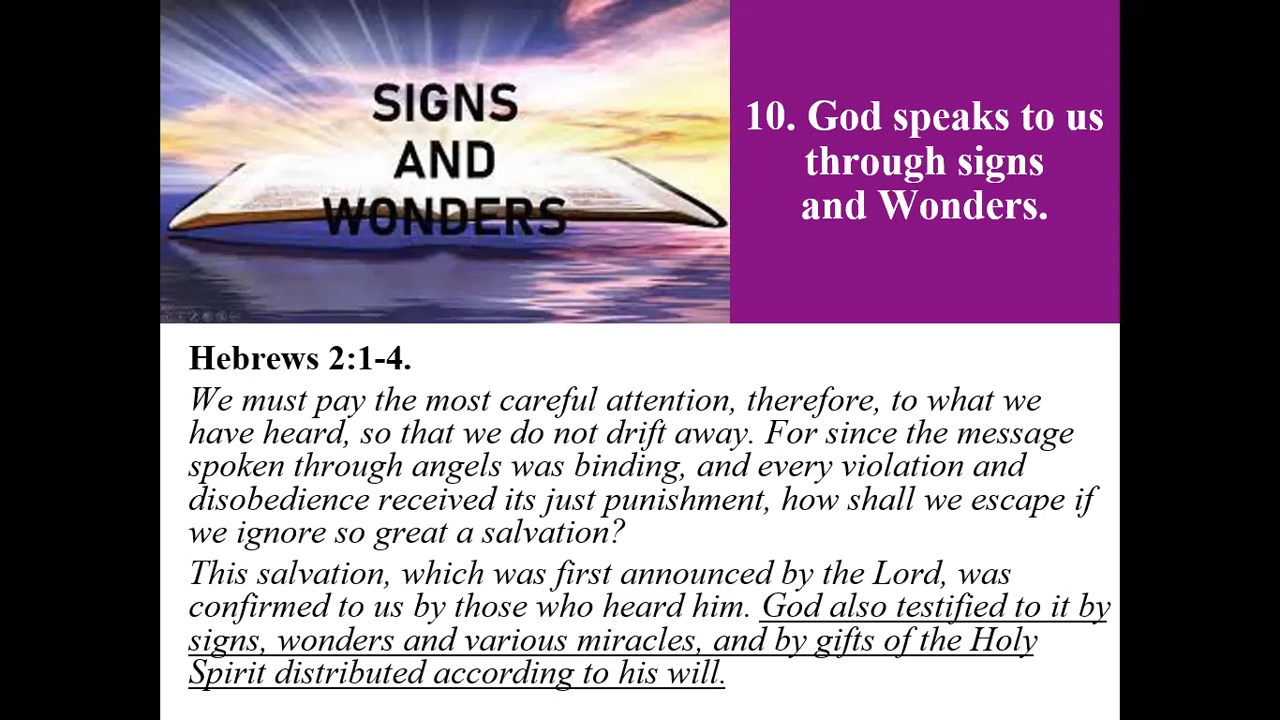 SIGNS
AND
WONDERS
10. God speaks to us
through signs
and Wonders.
Hebrews 2:1-4.
We must pay the most careful attention, therefore, to what we
have heard, so that we do not drift away. For since the message
spoken through angels was binding, and every violation and
disobedience received its just punishment, how shall we escape if
we ignore so great a salvation?
This salvation, which was first announced by the Lord, was
confirmed to us by those who heard him. God also testified to it by
signs, wonders and various miracles, and by gifts of the Holy
Spirit distributed according to his will.